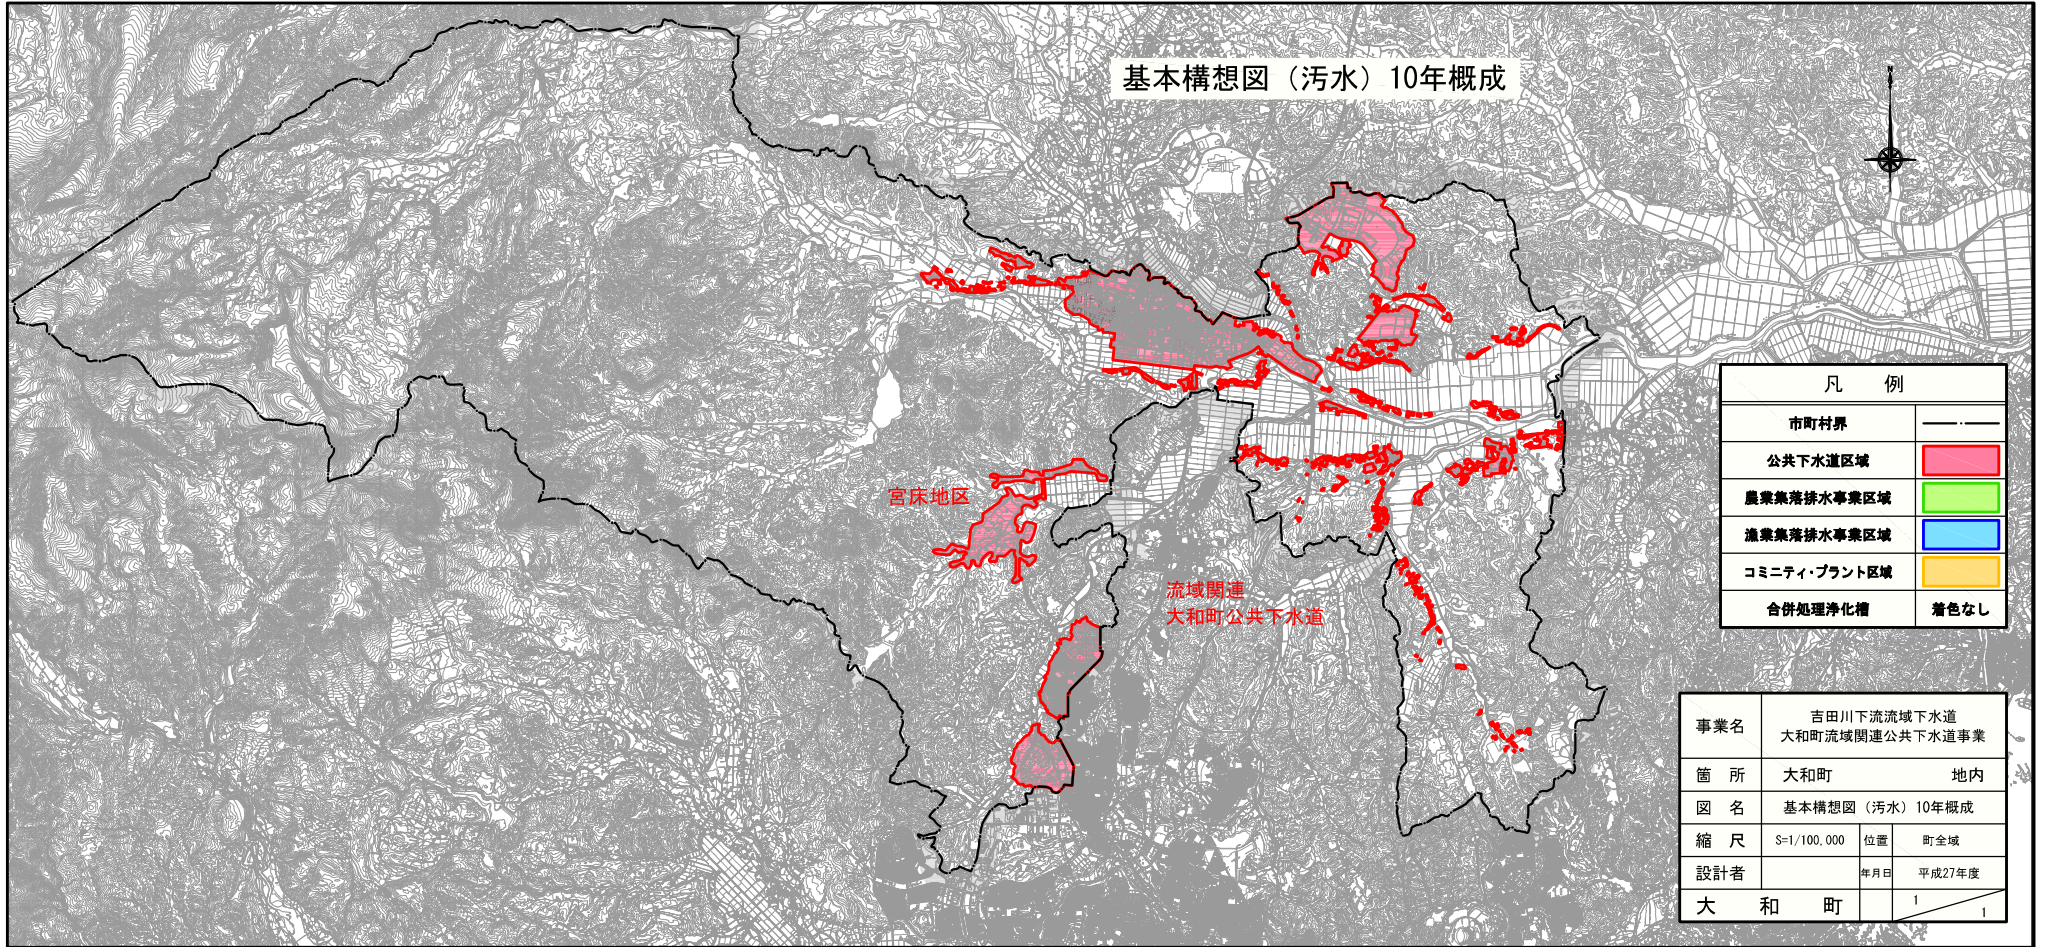 基本構想図（汚水）10年概成
N
宮床地区
流域関連
大和町公共下水道
凡 例
市町村界
公共下水道区域
農業集落排水事業区域
漁業集落排水事業区域
コミニティ・プラント区域
合併処理浄化槽 着色なし
事業名 吉田川下流流域下水道
大和町流域関連公共下水道事業
箇 所 大和町 地内
図 名 基本構想図（汚水）10年概成
縮 尺 S=1/100,000 位置 町全域
設計者 年月日 平成27年度
大 和 町 1 1